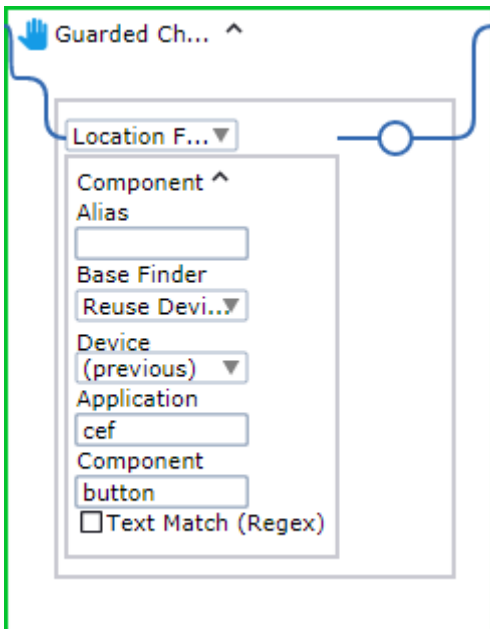 Guarded Ch...
Location F...
Component
Alias
Base Finder
Reuse Devi...
Device
(previous)
Application
cef
Component
button
Text Match (Regex)